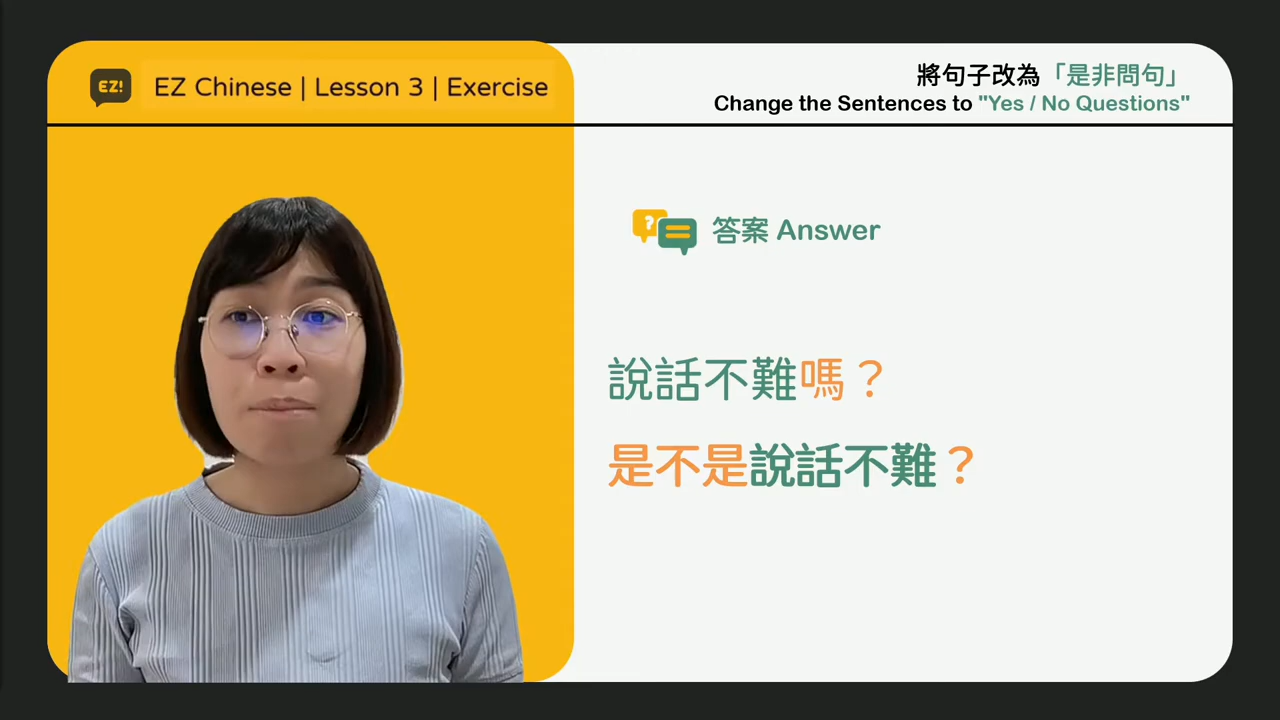 EZ!
EZ Chinese | Lesson 3 | Exercise
將句子改為「是非問句」
Change the Sentences to "Yes / No Questions"
?
答案 Answer
說話不難嗎？
是不是說話不難？